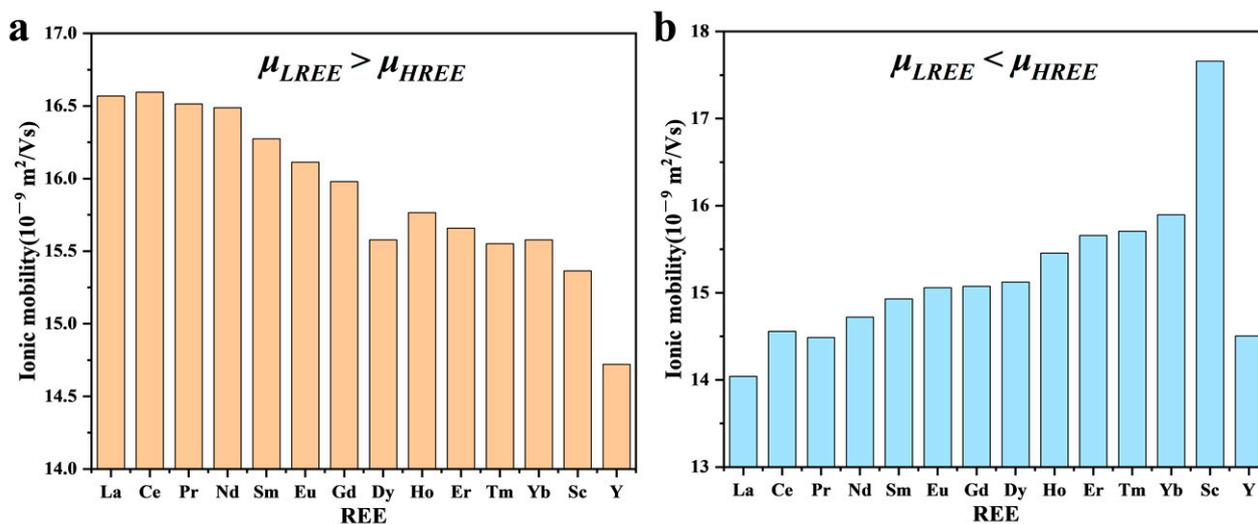 a
μLREE > μHREE
Ionic mobility(10−9 m2/Vs)
17.0
16.5
16.0
15.5
15.0
14.5
14.0
La Ce Pr Nd Sm Eu Gd Dy Ho Er Tm Yb Sc Y
REE
b
μLREE < μHREE
Ionic mobility(10−9 m2/Vs)
18
17
16
15
14
13
La Ce Pr Nd Sm Eu Gd Dy Ho Er Tm Yb Sc Y
REE